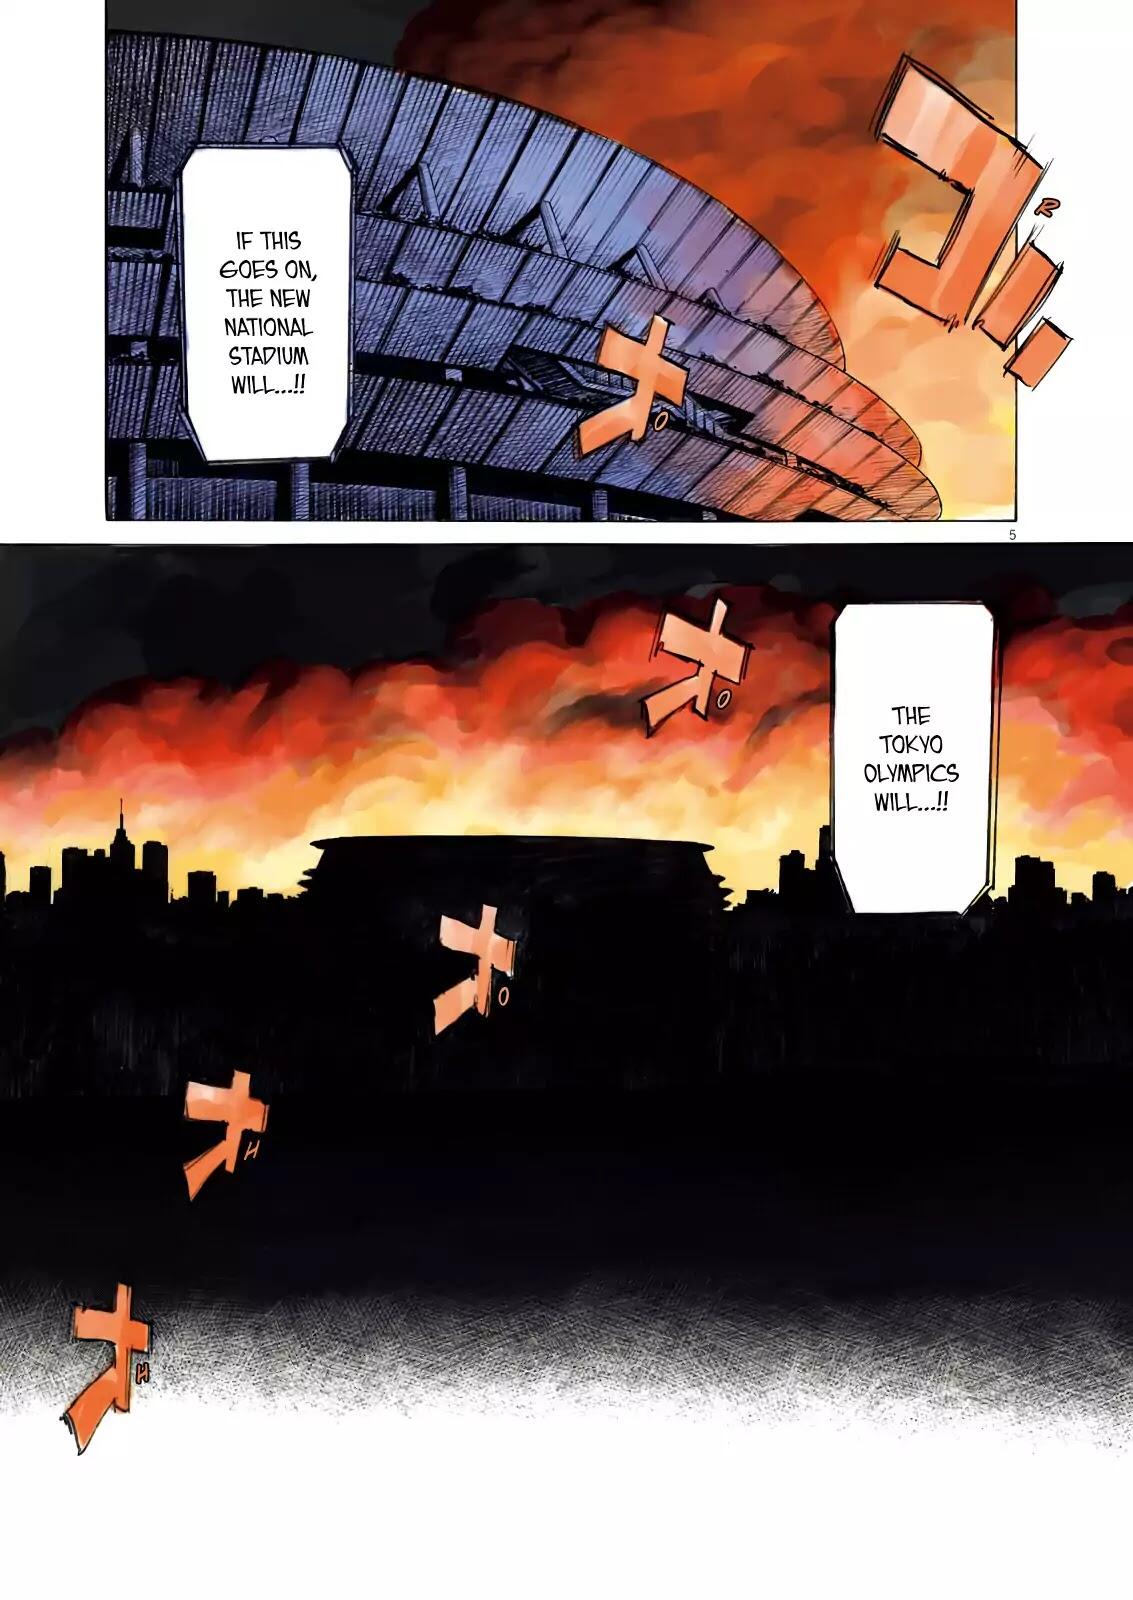 ゴ
R
オ
O
IF THIS
GOES ON,
THE NEW
NATIONAL
STADIUM
WILL...!!
5
THE
TOKYO
OLYMPICS
WILL...!!
オ
O
オ
O
オ
H
オ
H